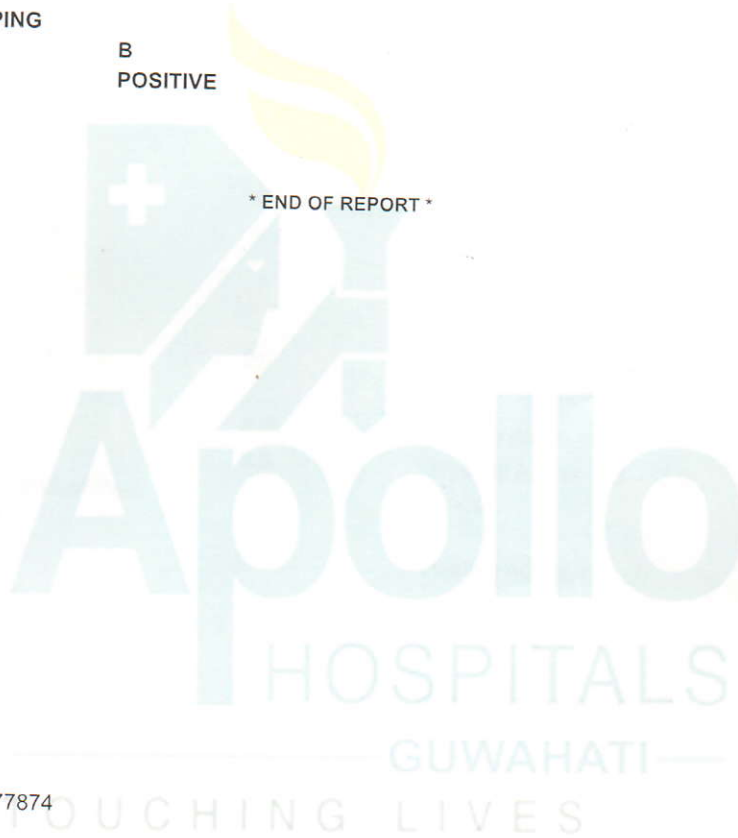 PING
B
POSITIVE
* END OF REPORT *
Apollo
HOSPITALS
GUWAHATI
77874
TOUCHING LIVES